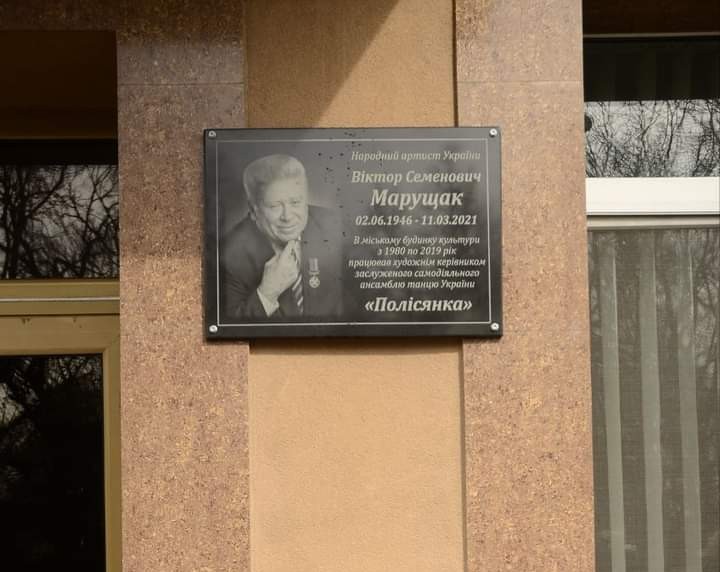 Народний артист України
Віктор Семенович
Марущак
02.06.1946 - 11.03.2021
В міському будинку культури
з 1980 по 2019 рік
працював художнім керівником
заслуженого самодіяльного
ансамблю танцю України
«Полісянка»